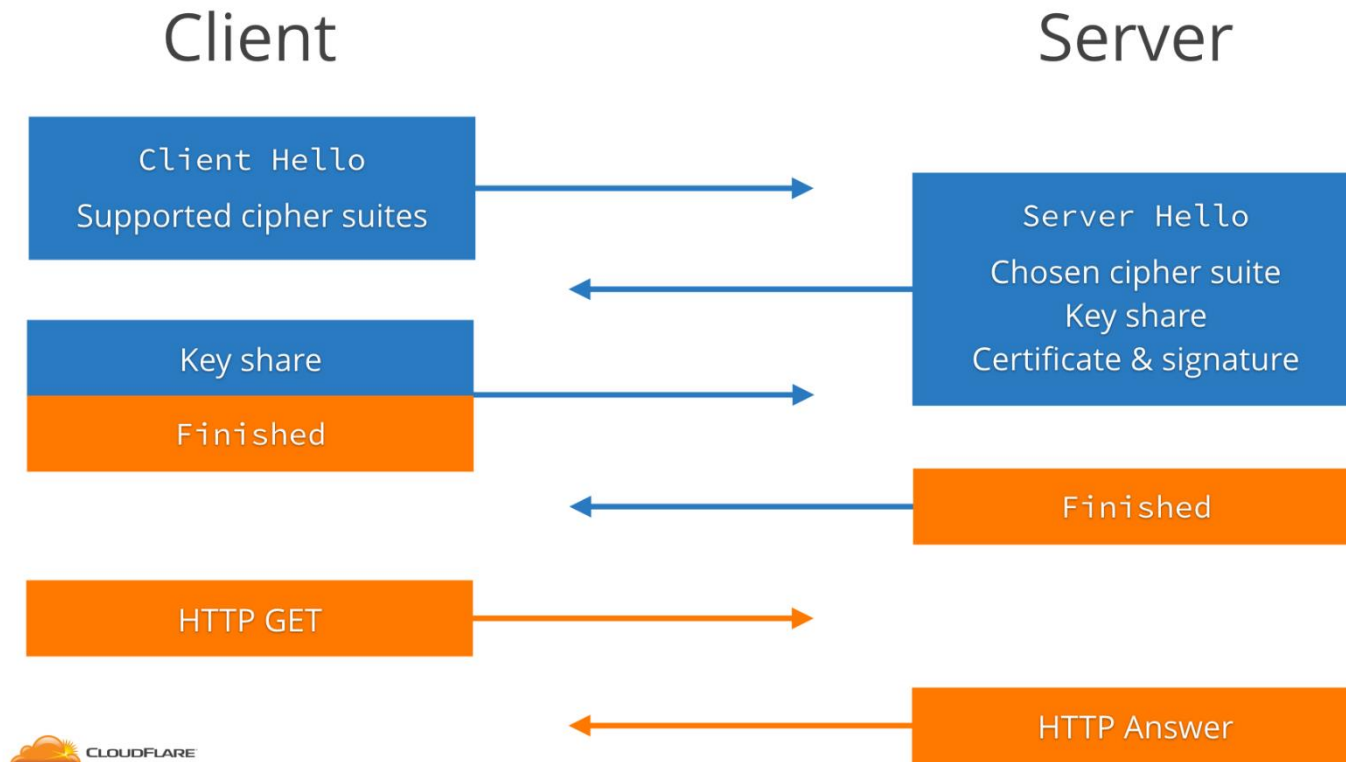 Client
Server
Client Hello
Supported cipher suites
Server Hello
Chosen cipher suite
Key share
Certificate & signature
Key share
Finished
Finished
HTTP GET
HTTP Answer
CLOUDFLARE